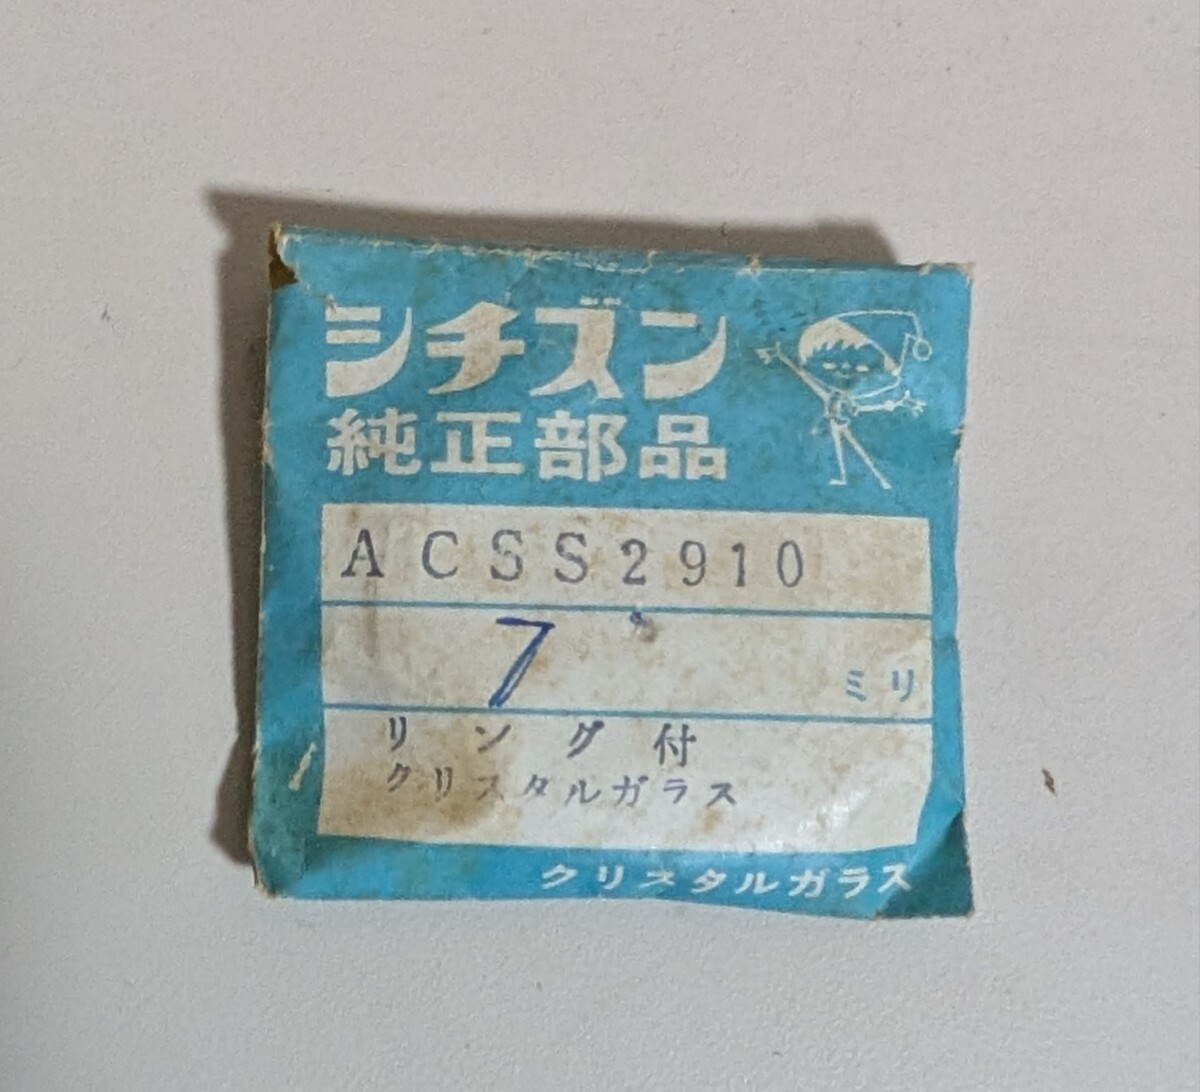 シチズン
純正部品
ACSS2910
7 ミリ
リング付
クリスタルガラス
クリスタルガラス